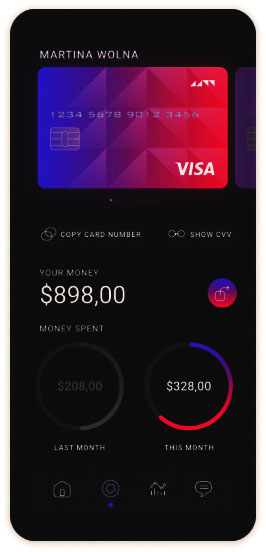 MARTINA WOLNA
1234 5678 9012 3456
VISA
COPY CARD NUMBER
SHOW CVV
YOUR MONEY
$898,00
MONEY SPENT
$208,00
$328,00
LAST MONTH
THIS MONTH